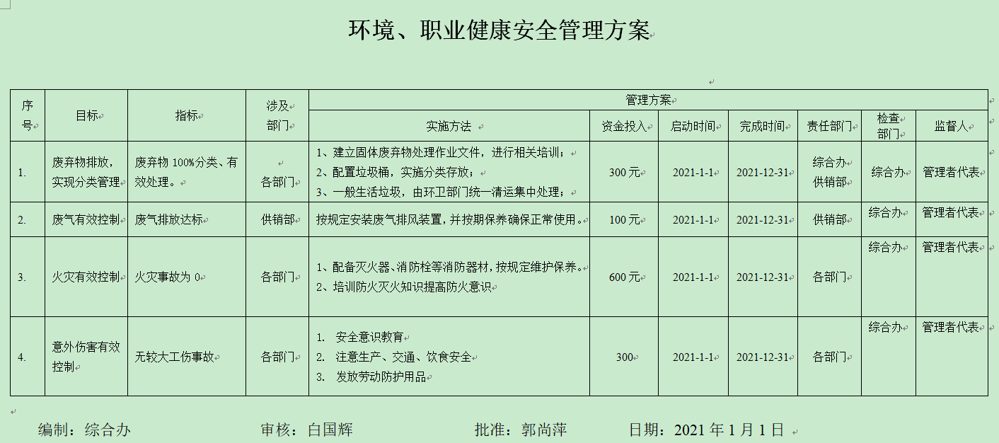 环境、职业健康安全管理方案
序号
目标
指标
涉及部门
管理方案
实施方法
资金投入
启动时间
完成时间
责任部门
检查部门
监督人
1.
废弃物排放，
实现分类管理
废弃物 100%分类、有
效处理。
各部门
1、建立固体废弃物处理作业文件，进行相关培训；
2、配置垃圾桶，实施分类存放；
3、一般生活垃圾，由环卫部门统一清运集中处理；
300 元
2021-1-1
2021-12-31
综合办
供销部
综合办
管理者代表
2.
废气有效控制
废气排放达标
供销部
按规定安装废气排风装置，并按期保养确保正常使用。
100 元
2021-1-1
2021-12-31
供销部
综合办
管理者代表
3.
火灾有效控制
火灾事故为 0
各部门
1、配备灭火器、消防栓等消防器材，按规定维护保养。
2、培训防火灭火知识提高防火意识
600 元
2021-1-1
2021-12-31
各部门
综合办
管理者代表
4.
意外伤害有效
控制
无较大工伤事故
各部门
1. 安全意识教育
2. 注意生产、交通、饮食安全
3. 发放劳动防护用品
300
2021-1-1
2021-12-31
各部门
综合办
管理者代表
编制：综合办 审核：白国辉 批准：郭尚萍 日期：2021 年 1 月 1 日